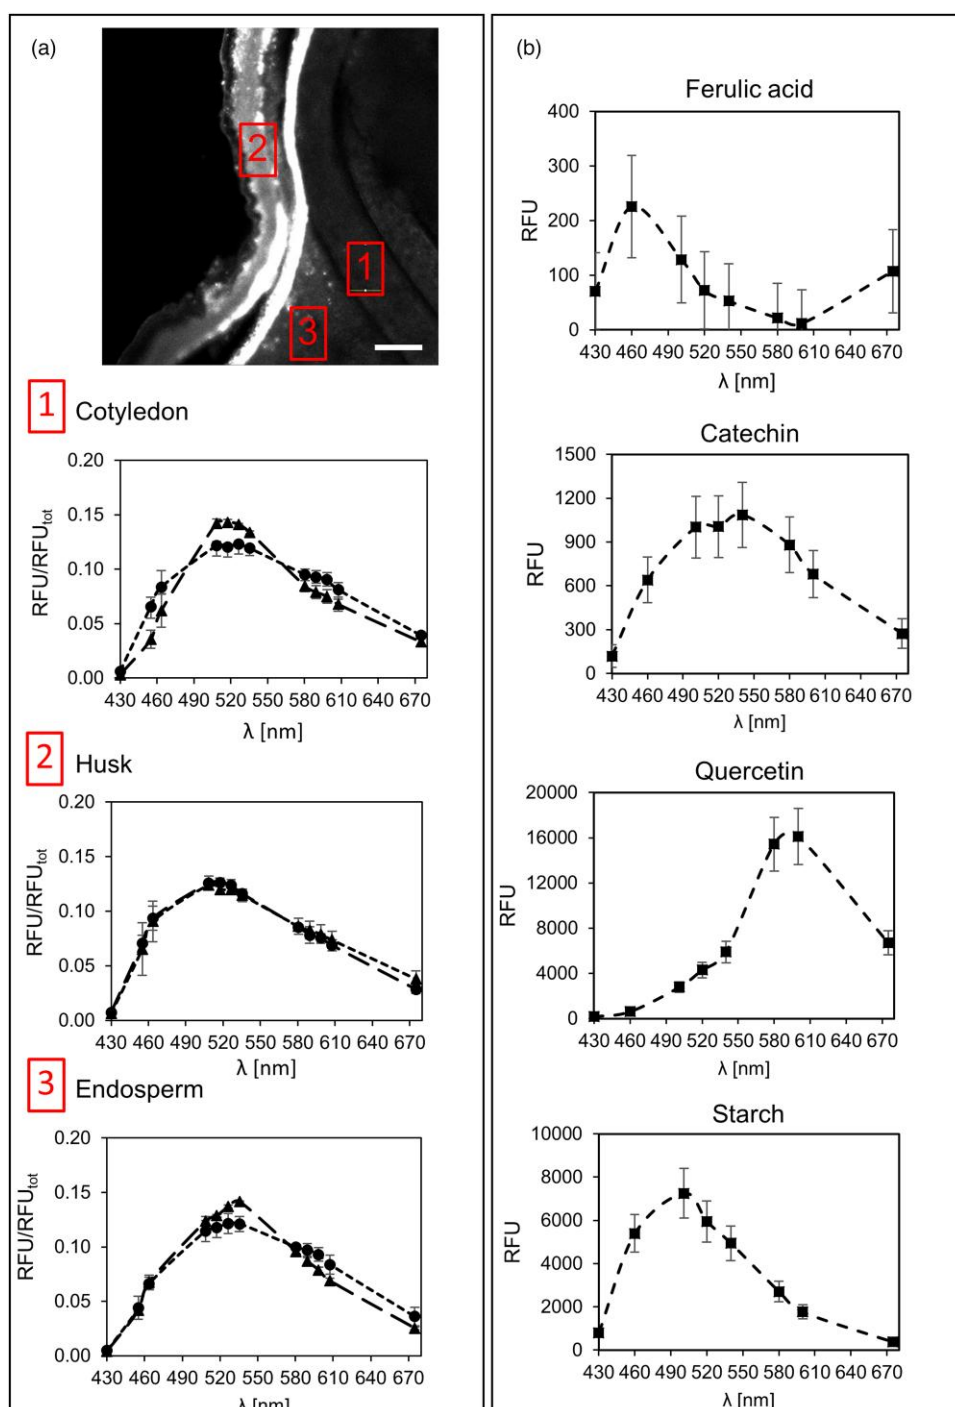 (a)
2
1
3
1 Cotyledon
RFU/RFUtot
0.20
0.15
0.10
0.05
0.00
430 460 490 520 550 580 610 640 670
λ [nm]
2 Husk
RFU/RFUtot
0.20
0.15
0.10
0.05
0.00
430 460 490 520 550 580 610 640 670
λ [nm]
3 Endosperm
RFU/RFUtot
0.20
0.15
0.10
0.05
0.00
430 460 490 520 550 580 610 640 670
λ [nm]
(b)
Ferulic acid
RFU
400
300
200
100
0
430 460 490 520 550 580 610 640 670
λ [nm]
Catechin
RFU
1500
1200
900
600
300
0
430 460 490 520 550 580 610 640 670
λ [nm]
Quercetin
RFU
20000
16000
12000
8000
4000
0
430 460 490 520 550 580 610 640 670
λ [nm]
Starch
RFU
10000
8000
6000
4000
2000
0
430 460 490 520 550 580 610 640 670
λ [nm]